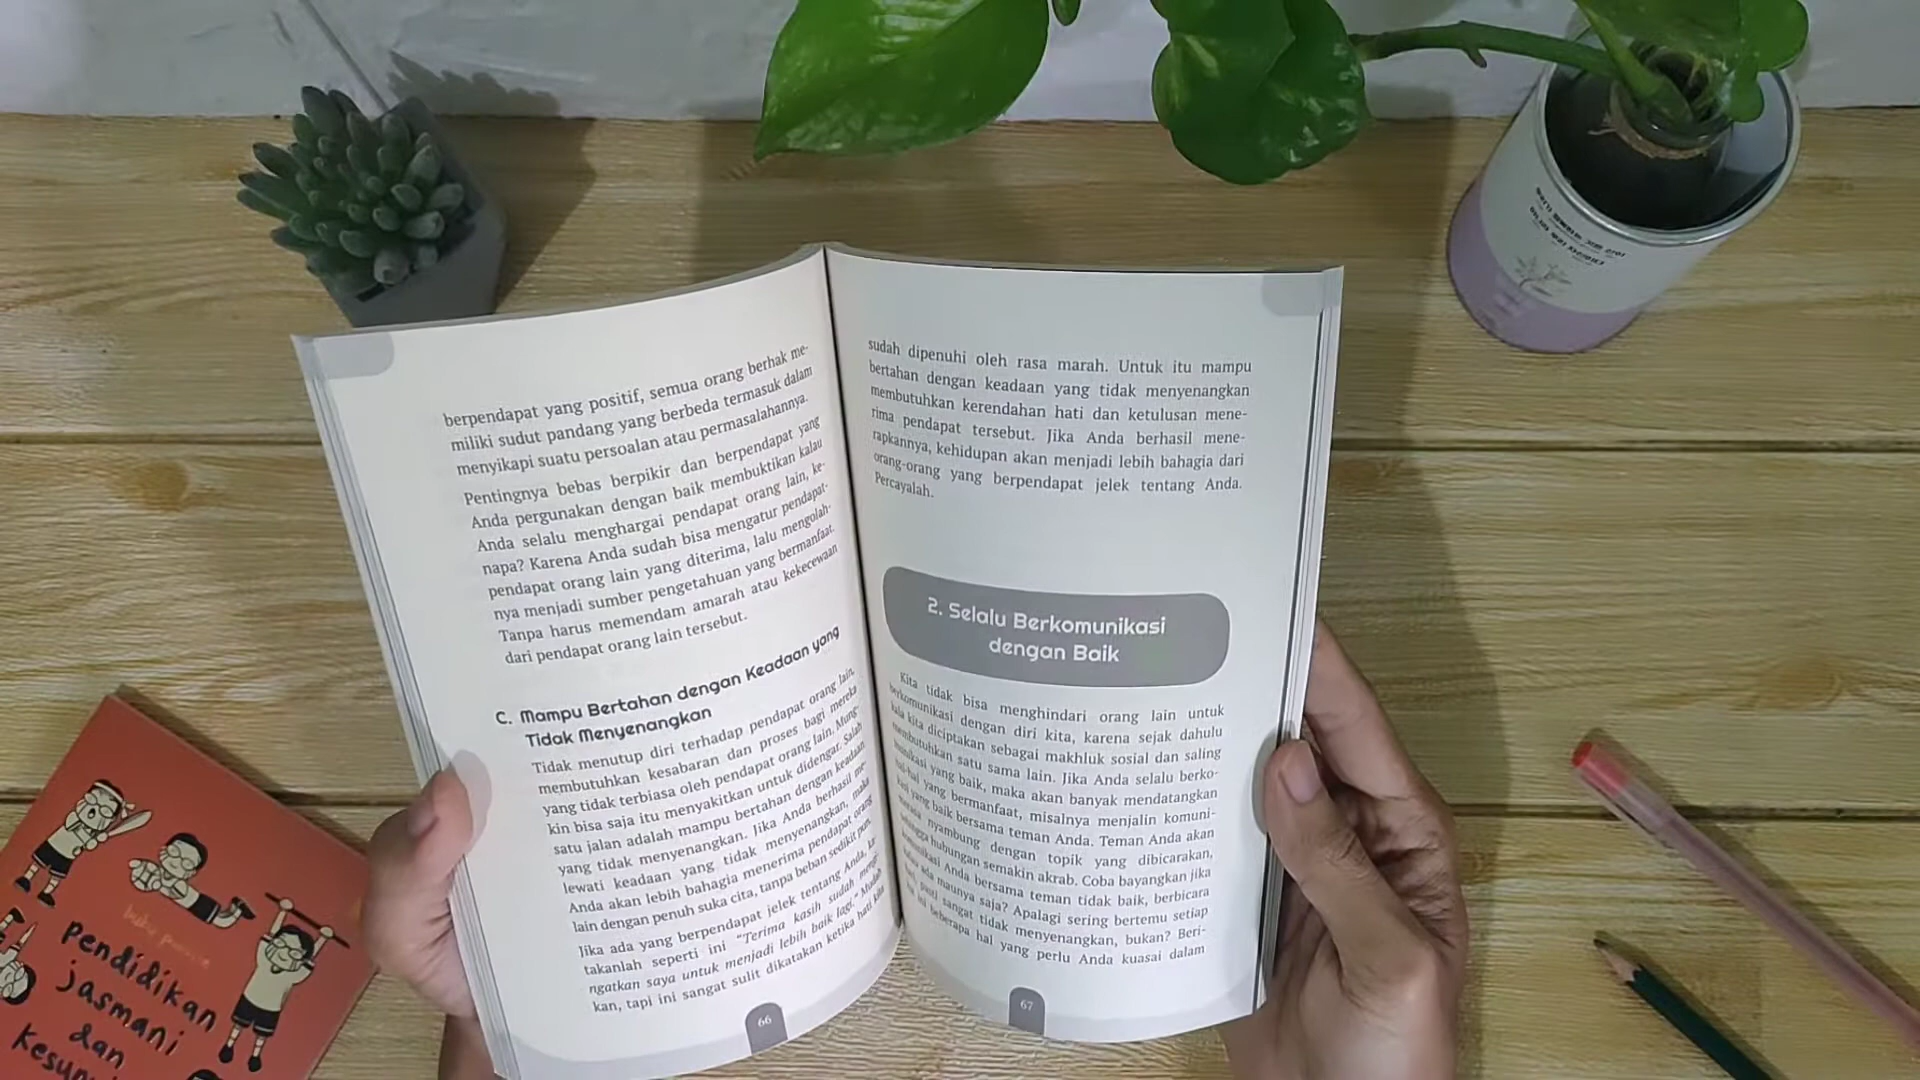 berpendapat yang positif, semua orang berhak me-
miliki sudut pandang yang berbeda termasuk dalam
menyikapi suatu persoalan atau permasalahannya.
Pentingnya bebas berpikir dan berpendapat yang
Anda pergunakan dengan baik membuktikan kalau
Anda selalu menghargai pendapat orang lain, ke-
napa? Karena Anda sudah bisa mengatur pendapat-
pendapat orang lain yang diterima, lalu mengolah-
nya menjadi sumber pengetahuan yang bermanfaat.
Tanpa harus memendam amarah atau kekecewaan
dari pendapat orang lain tersebut.
C. Mampu Bertahan dengan Keadaan yang
Tidak Menyenangkan
Tidak menutup diri terhadap pendapat orang lain,
membutuhkan kesabaran dan proses bagi mereka
yang tidak terbiasa oleh pendapat orang lain. Mung-
kin bisa saja itu menyakitkan untuk didengar. Salah
satu jalan adalah mampu bertahan dengan keadaan
yang tidak menyenangkan. Jika Anda berhasil me-
lewati keadaan yang tidak menyenangkan, maka
Anda akan lebih bahagia menerima pendapat orang
lain dengan penuh suka cita, tanpa beban sedikit pun.
Jika ada yang berpendapat jelek tentang Anda, ka-
takanlah seperti ini "Terima kasih sudah mengi-
ngatkan saya untuk menjadi lebih baik lagi." Mudah
kan, tapi ini sangat sulit dikatakan ketika hati kita
66
sudah dipenuhi oleh rasa marah. Untuk itu mampu
bertahan dengan keadaan yang tidak menyenangkan
membutuhkan kerendahan hati dan ketulusan mene-
rima pendapat tersebut. Jika Anda berhasil mene-
rapkannya, kehidupan akan menjadi lebih bahagia dari
orang-orang yang berpendapat jelek tentang Anda.
Percayalah.
2. Selalu Berkomunikasi
dengan Baik
Kita tidak bisa menghindari orang lain untuk
berkomunikasi dengan diri kita, karena sejak dahulu
kala kita diciptakan sebagai makhluk sosial dan saling
membutuhkan satu sama lain. Jika Anda selalu berko-
munikasi yang baik, maka akan banyak mendatangkan
hal-hal yang bermanfaat, misalnya menjalin komuni-
kasi yang baik bersama teman Anda. Teman Anda akan
merasa nyambung dengan topik yang dibicarakan,
sehingga hubungan semakin akrab. Coba bayangkan jika
komunikasi Anda bersama teman tidak baik, berbicara
ada maunya saja? Apalagi sering bertemu setiap
pasti sangat tidak menyenangkan, bukan? Beri-
ini beberapa hal yang perlu Anda kuasai dalam
67
buku
pendidikan
jasmani
dan